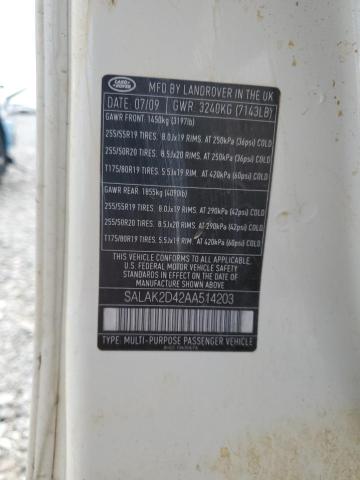 LAND ROVER
MFD. BY LANDROVER IN THE UK
DATE: 07/09 GWR: 3240KG (7143LB)
GAWR FRONT: 1450kg (3197lb)
255/55R19 TIRES. 8.0Jx19 RIMS. AT 250kPA (36psi) COLD
255/50R20 TIRES. 8.5Jx20 RIMS. AT 250kPA (36psi) COLD
T175/80R19 TIRES. 5.5Jx19 RIM. AT 420kPA (60psi) COLD
GAWR REAR: 1855kg (4090lb)
255/55R19 TIRES. 8.0Jx19 RIMS. AT 290kPA (42psi) COLD
255/50R20 TIRES. 8.5Jx20 RIMS. AT 290kPA (42psi) COLD
T175/80R19 TIRES. 5.5Jx19 RIM. AT 420kPA (60psi) COLD
THIS VEHICLE CONFORMS TO ALL APPLICABLE
U.S. FEDERAL MOTOR VEHICLE SAFETY
STANDARDS IN EFFECT ON THE DATE OF
MANUFACTURE SHOWN ABOVE.
SALAK2D42AA514203
TYPE: MULTI-PURPOSE PASSENGER VEHICLE